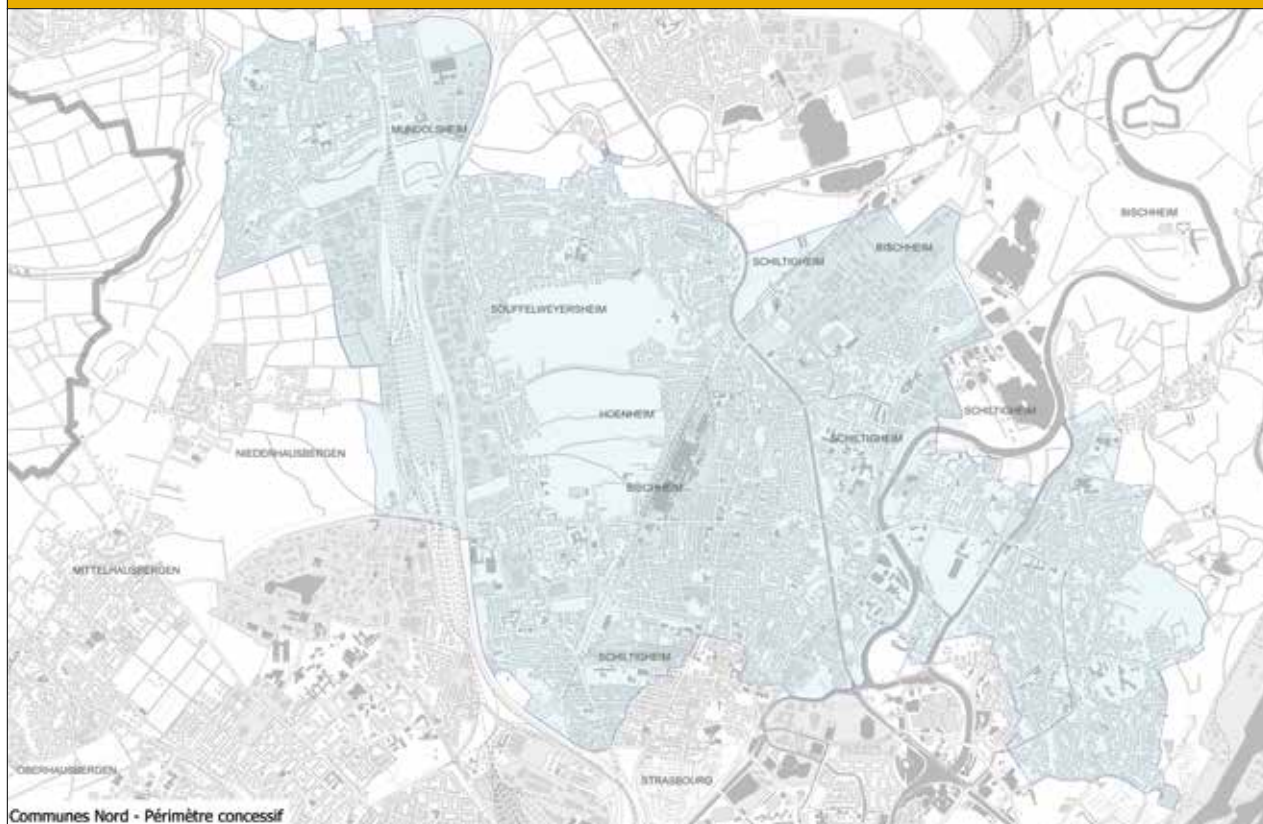 MUNDOLSHEIM
BISCHHEIM
BISCHHEIM
SCHILTIGHEIM
SOUFFELWEYERSHEIM
HOENHEIM
SCHILTIGHEIM
SCHILTIGHEIM
NIEDERHAUSBERGEN
BISCHHEIM
MITTELHAUSBERGEN
SCHILTIGHEIM
OBERHAUSBERGEN
STRASBOURG
Communes Nord - Périmètre concessif